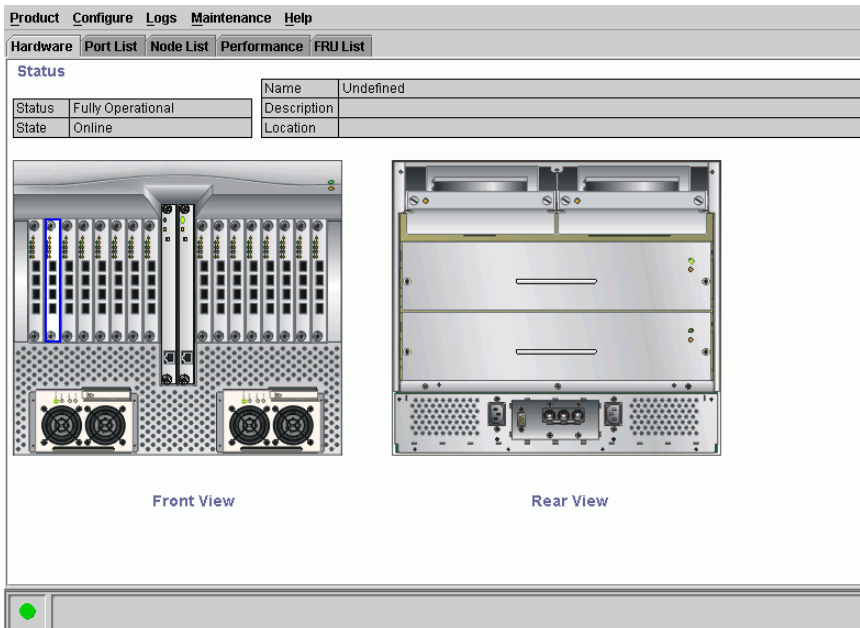 Product Configure Logs Maintenance Help
Hardware Port List Node List Performance FRU List
Status
Name Undefined
Status Fully Operational Description
State Online Location
Front View Rear View